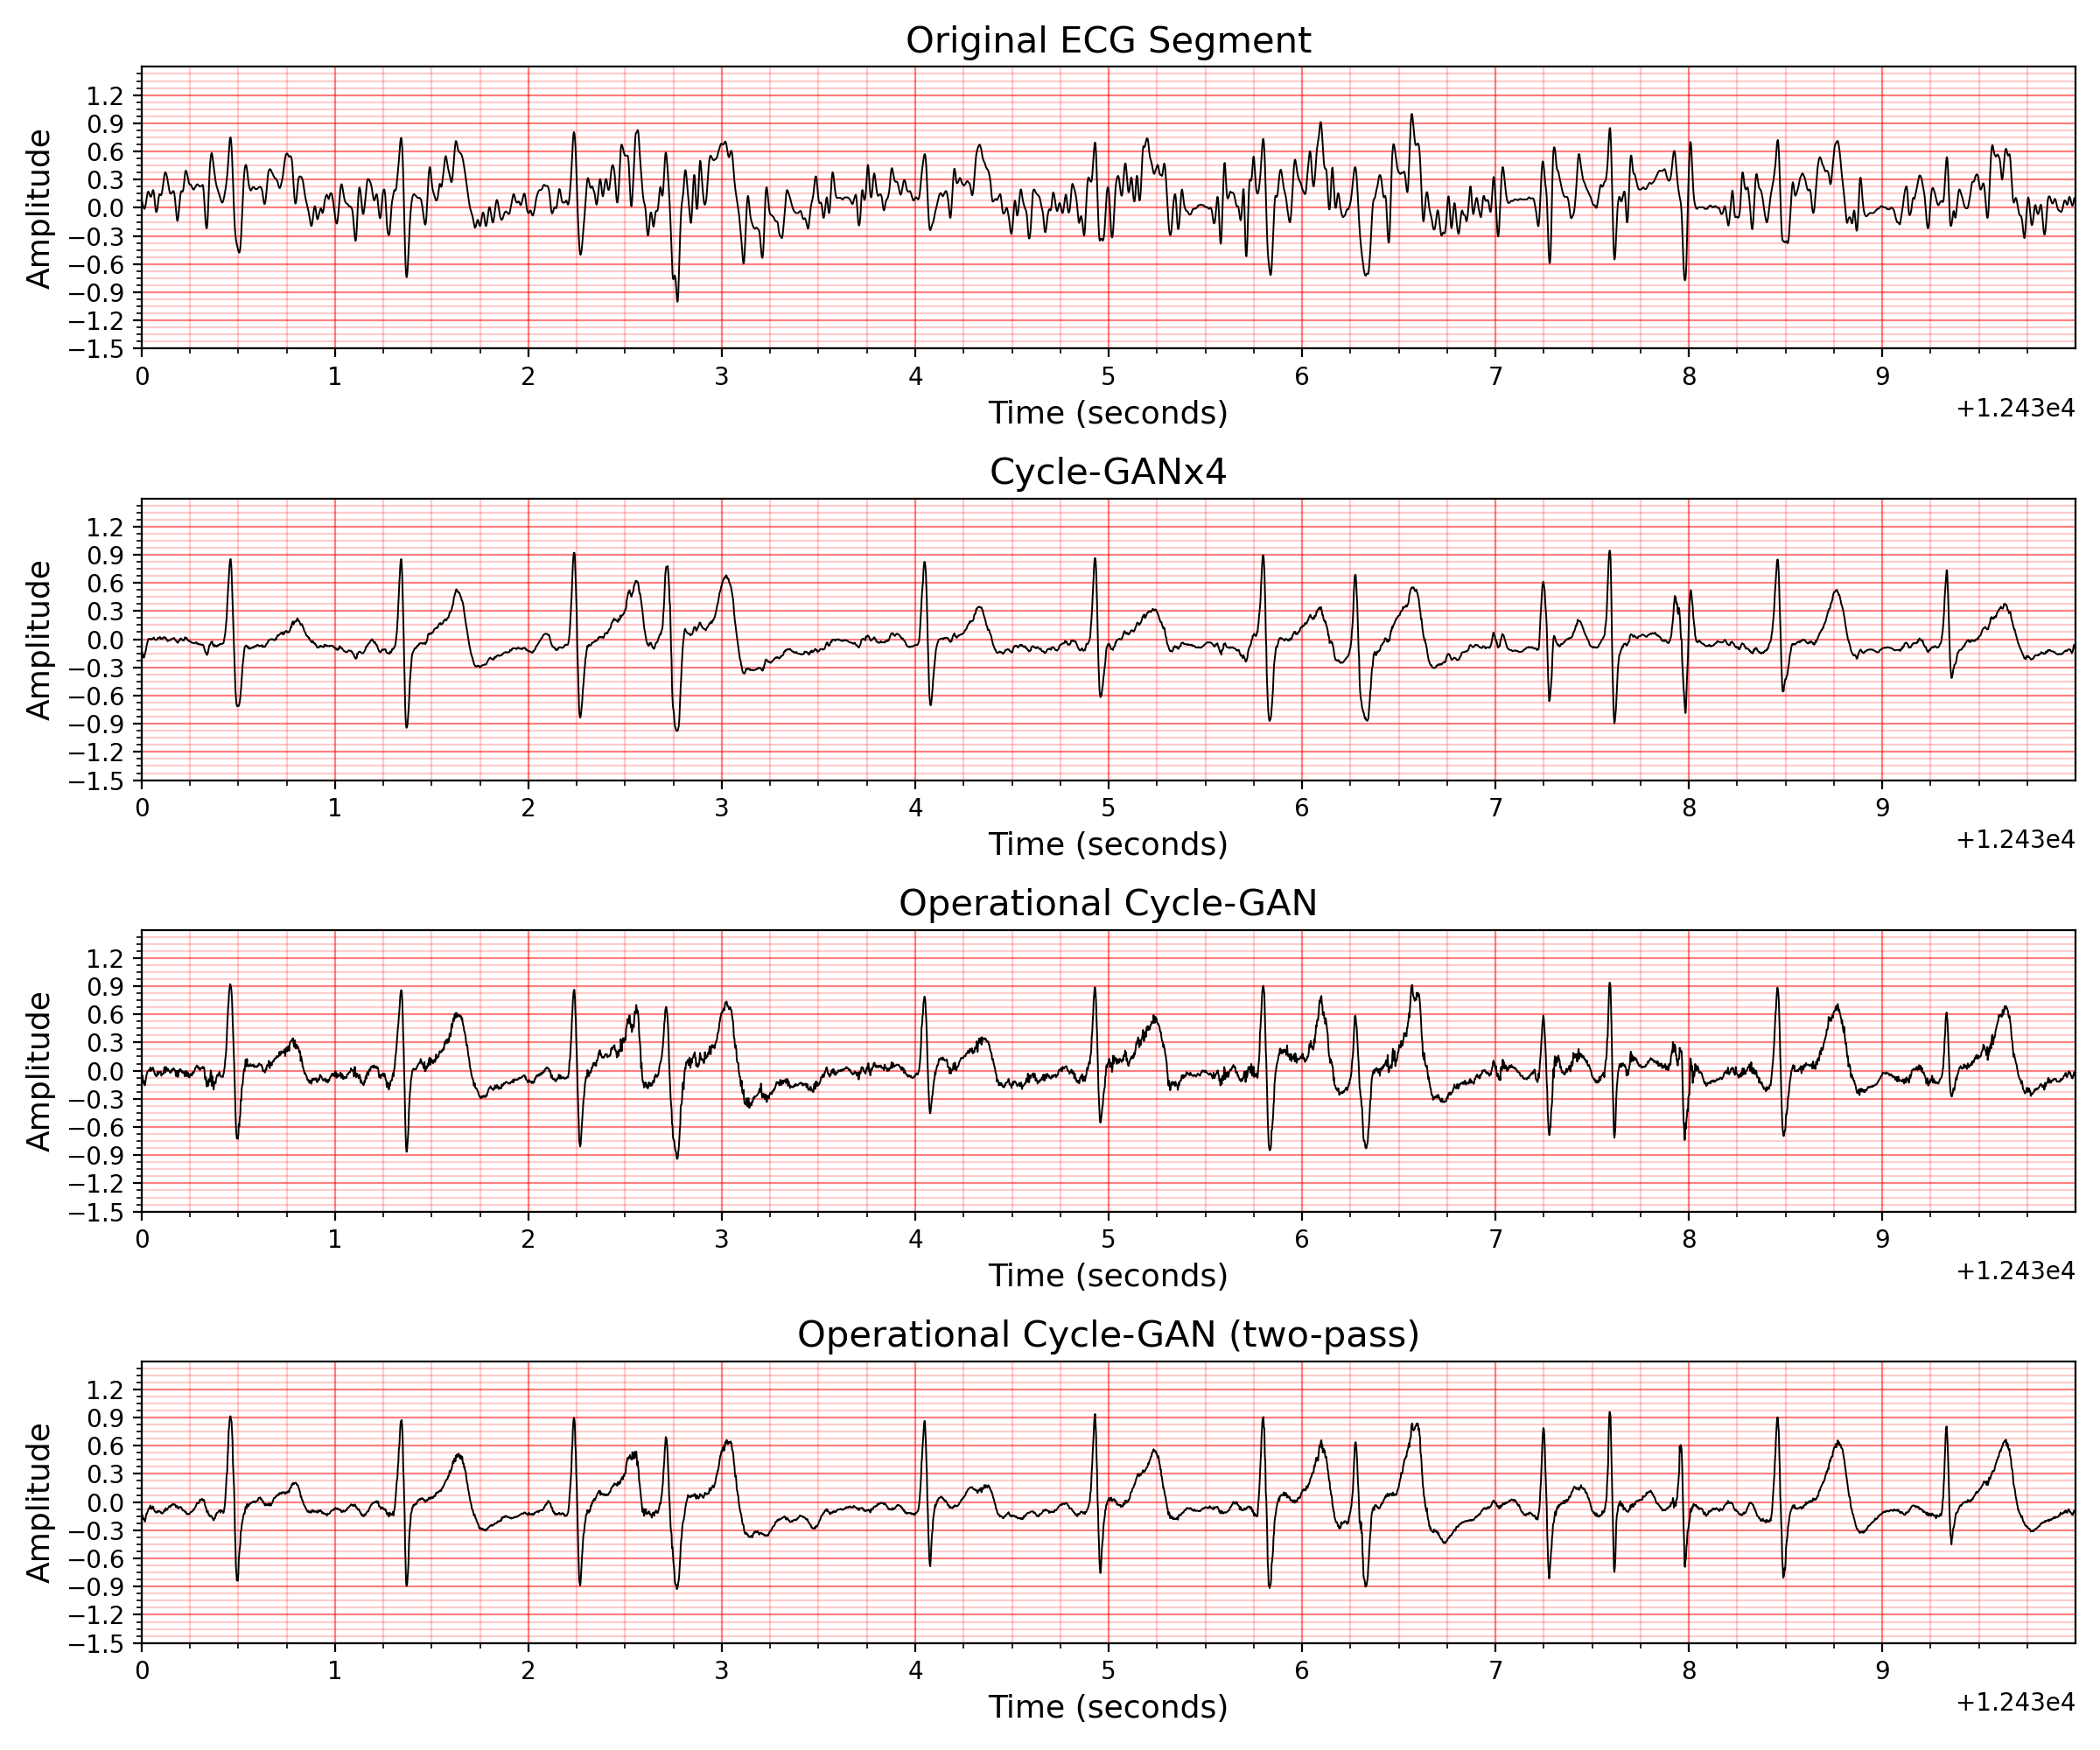 Original ECG Segment
Amplitude
1.2
0.9
0.6
0.3
0.0
−0.3
−0.6
−0.9
−1.2
−1.5
0 1 2 3 4 5 6 7 8 9
Time (seconds)
+1.243e4
Cycle-GANx4
Amplitude
1.2
0.9
0.6
0.3
0.0
−0.3
−0.6
−0.9
−1.2
−1.5
0 1 2 3 4 5 6 7 8 9
Time (seconds)
+1.243e4
Operational Cycle-GAN
Amplitude
1.2
0.9
0.6
0.3
0.0
−0.3
−0.6
−0.9
−1.2
−1.5
0 1 2 3 4 5 6 7 8 9
Time (seconds)
+1.243e4
Operational Cycle-GAN (two-pass)
Amplitude
1.2
0.9
0.6
0.3
0.0
−0.3
−0.6
−0.9
−1.2
−1.5
0 1 2 3 4 5 6 7 8 9
Time (seconds)
+1.243e4